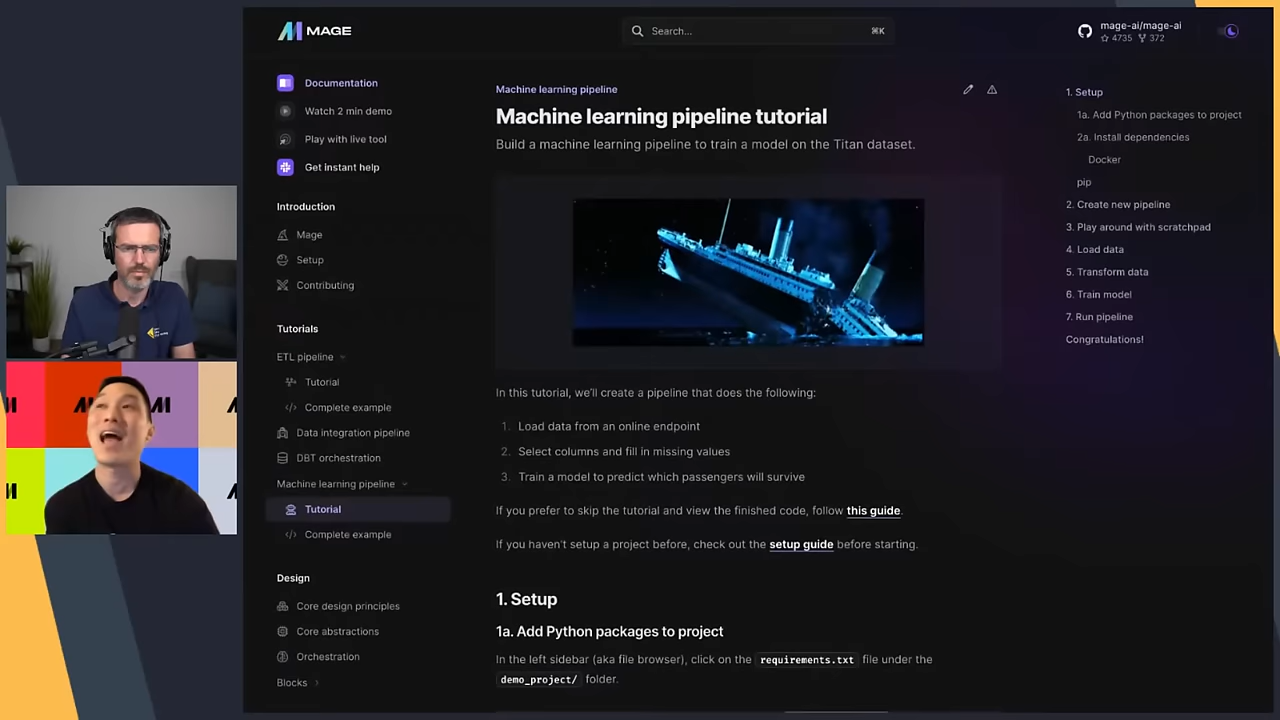 MAGE
Search...
⌘K
mage-ai/mage-ai
4735 372
Documentation
Watch 2 min demo
Play with live tool
Get instant help
Introduction
Mage
Setup
Contributing
Tutorials
ETL pipeline
Tutorial
Complete example
Data integration pipeline
DBT orchestration
Machine learning pipeline
Tutorial
Complete example
Design
Core design principles
Core abstractions
Orchestration
Blocks
Machine learning pipeline
Machine learning pipeline tutorial
Build a machine learning pipeline to train a model on the Titan dataset.
In this tutorial, we'll create a pipeline that does the following:
1. Load data from an online endpoint
2. Select columns and fill in missing values
3. Train a model to predict which passengers will survive
If you prefer to skip the tutorial and view the finished code, follow this guide.
If you haven't setup a project before, check out the setup guide before starting.
1. Setup
1a. Add Python packages to project
In the left sidebar (aka file browser), click on the requirements.txt file under the
demo_project/ folder.
1. Setup
1a. Add Python packages to project
2a. Install dependencies
Docker
pip
2. Create new pipeline
3. Play around with scratchpad
4. Load data
5. Transform data
6. Train model
7. Run pipeline
Congratulations!